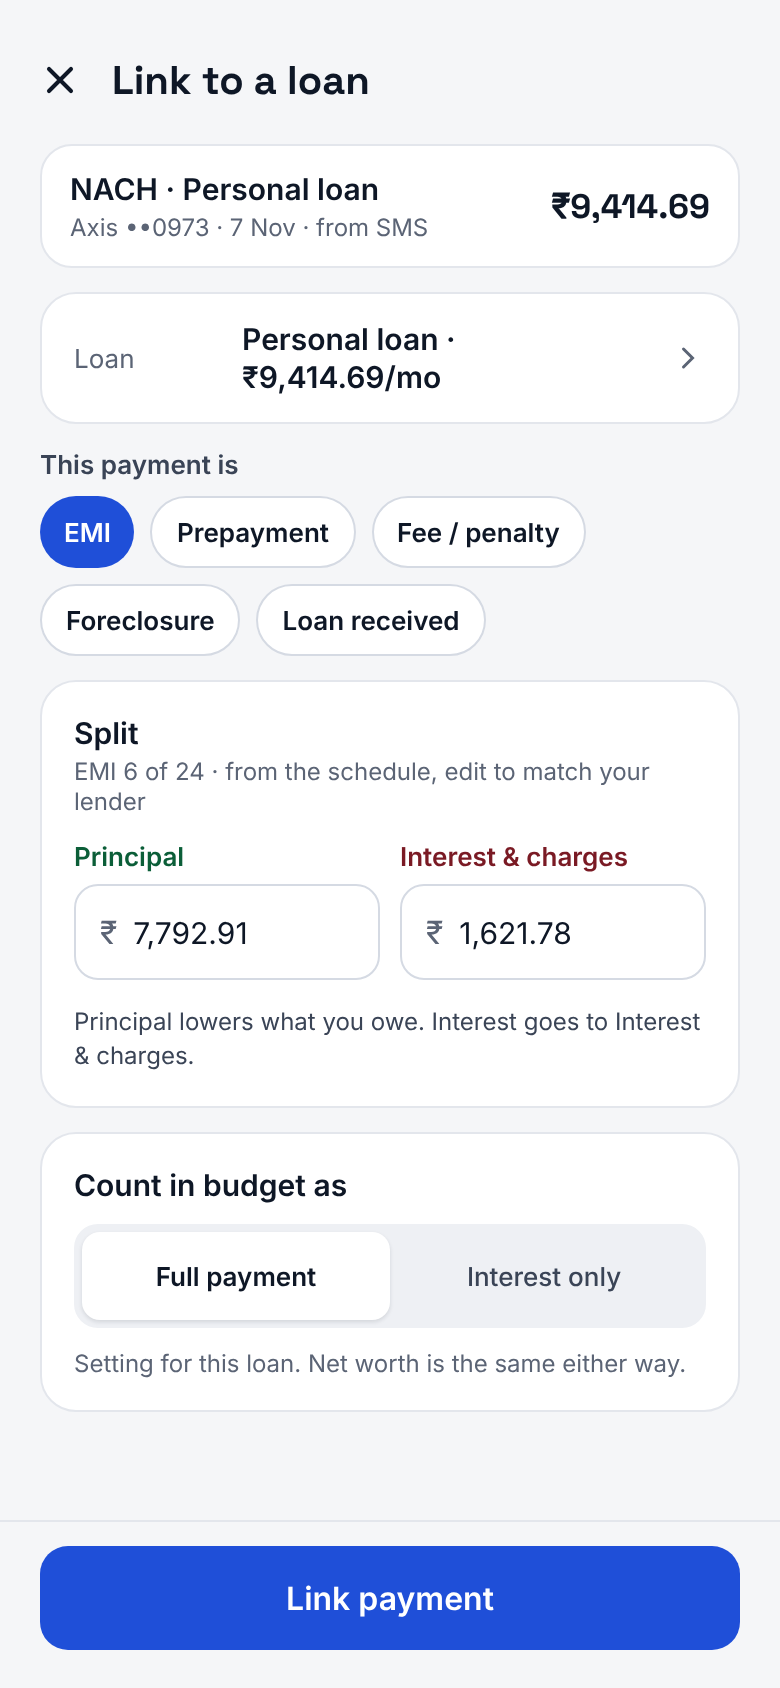 Link to a loan
NACH · Personal loan
Axis ••0973 · 7 Nov · from SMS
₹9,414.69
Loan
Personal loan ·
₹9,414.69/mo
This payment is
EMI
Prepayment
Fee / penalty
Foreclosure
Loan received
Split
EMI 6 of 24 · from the schedule, edit to match your
lender
Principal
Interest & charges
₹ 7,792.91
₹ 1,621.78
Principal lowers what you owe. Interest goes to Interest
& charges.
Count in budget as
Full payment
Interest only
Setting for this loan. Net worth is the same either way.
Link payment